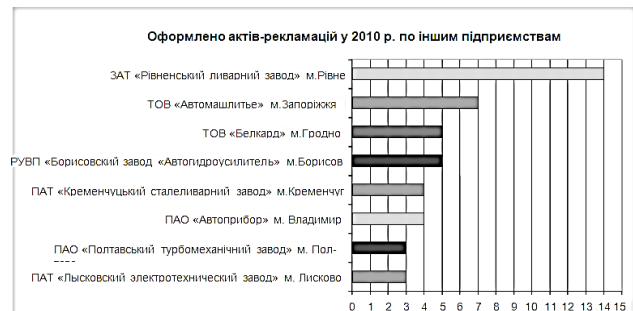 Оформлено актів-рекламацій у 2010 р. по іншим підприємствам
ЗАТ «Рівненський ливарний завод» м.Рівне
ТОВ «Автомашлитье» м.Запоріжжя
ТОВ «Белкард» м.Гродно
РУВП «Борисовский завод «Автогидроусилитель» м.Борисов
ПАТ «Кременчуцький сталеливарний завод» м.Кременчуг
ПАО «Автоприбор» м. Владимир
ПАО «Полтавський турбомеханічний завод» м. Пол-
ПАТ «Лысковский электротехнический завод» м. Лисково
0 1 2 3 4 5 6 7 8 9 10 11 12 13 14 15